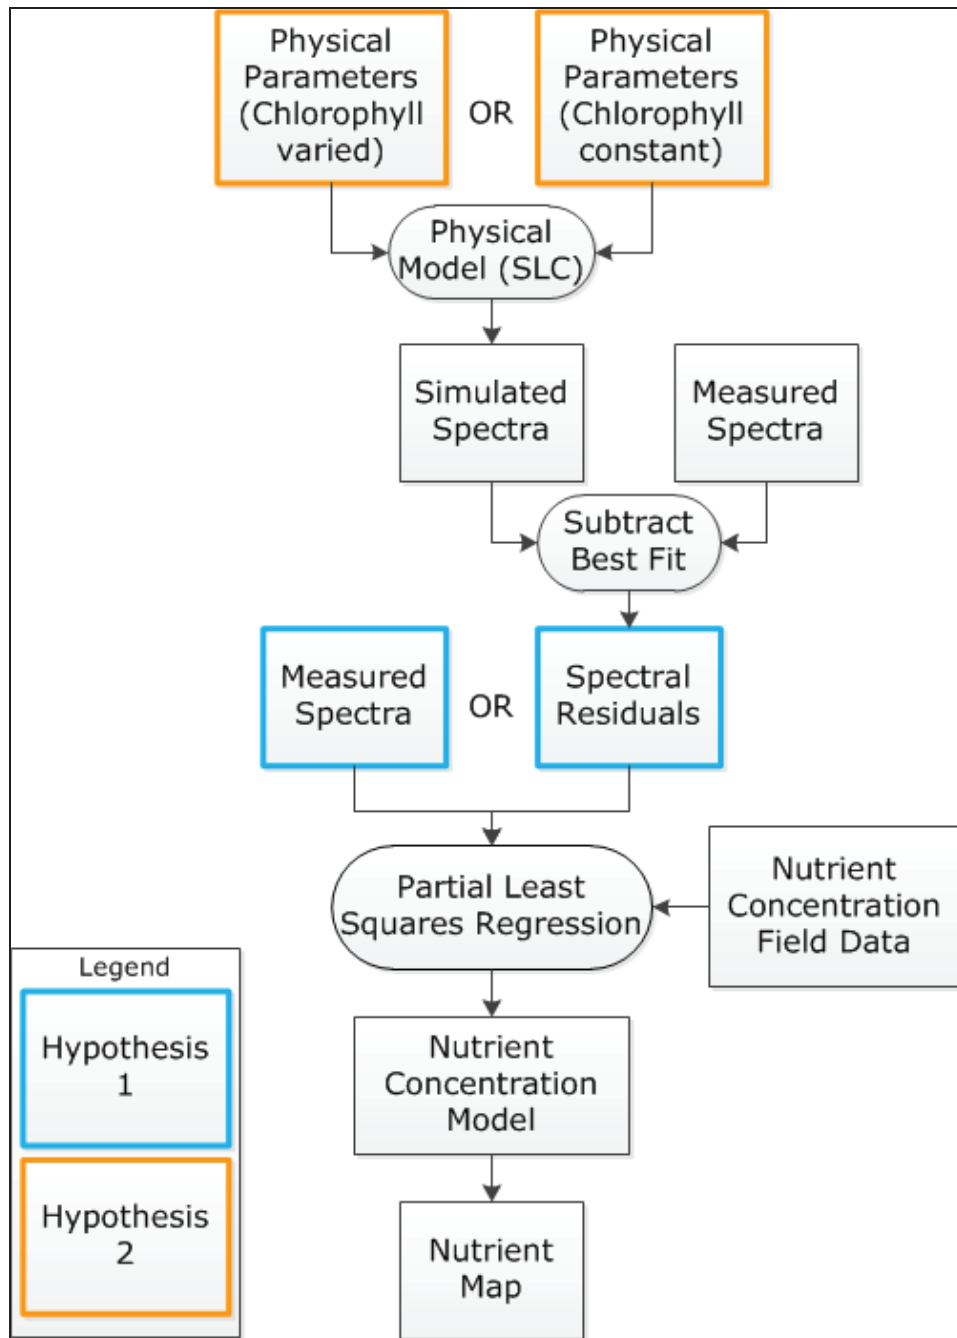 Physical
Parameters
(Chlorophyll
varied)
OR
Physical
Parameters
(Chlorophyll
constant)
Physical
Model (SLC)
Simulated
Spectra
Measured
Spectra
Subtract
Best Fit
Measured
Spectra
OR
Spectral
Residuals
Partial Least
Squares Regression
Nutrient
Concentration
Field Data
Nutrient
Concentration
Model
Nutrient
Map
Legend
Hypothesis
1
Hypothesis
2